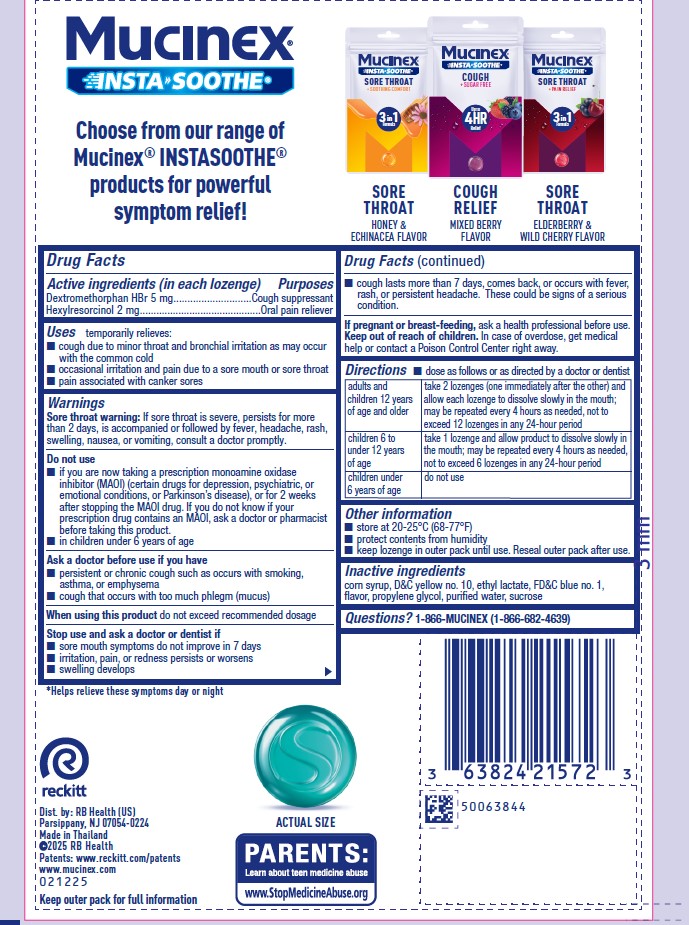 Mucinex®
INSTA»SOOTHE•
Choose from our range of
Mucinex® INSTASOOTHE®
products for powerful
symptom relief!
Mucinex
INSTA»SOOTHE•
SORE THROAT
+ SOOTHING COMFORT
3 in 1
Formula
Mucinex
INSTA»SOOTHE•
COUGH
+ SUGAR FREE
Up to
4HR
Relief
Mucinex
INSTA»SOOTHE•
SORE THROAT
+ PAIN RELIEF
3 in 1
Formula
SORE
THROAT
HONEY &
ECHINACEA FLAVOR
COUGH
RELIEF
MIXED BERRY
FLAVOR
SORE
THROAT
ELDERBERRY &
WILD CHERRY FLAVOR
Drug Facts
Active ingredients (in each lozenge) Purposes
Dextromethorphan HBr 5 mg............................Cough suppressant
Hexylresorcinol 2 mg............................................Oral pain reliever
Uses temporarily relieves:
■ cough due to minor throat and bronchial irritation as may occur
with the common cold
■ occasional irritation and pain due to a sore mouth or sore throat
■ pain associated with canker sores
Warnings
Sore throat warning: If sore throat is severe, persists for more
than 2 days, is accompanied or followed by fever, headache, rash,
swelling, nausea, or vomiting, consult a doctor promptly.
Do not use
■ if you are now taking a prescription monoamine oxidase
inhibitor (MAOI) (certain drugs for depression, psychiatric, or
emotional conditions, or Parkinson's disease), or for 2 weeks
after stopping the MAOI drug. If you do not know if your
prescription drug contains an MAOI, ask a doctor or pharmacist
before taking this product.
■ in children under 6 years of age
Ask a doctor before use if you have
■ persistent or chronic cough such as occurs with smoking,
asthma, or emphysema
■ cough that occurs with too much phlegm (mucus)
When using this product do not exceed recommended dosage
Stop use and ask a doctor or dentist if
■ sore mouth symptoms do not improve in 7 days
■ irritation, pain, or redness persists or worsens
■ swelling develops
Drug Facts (continued)
■ cough lasts more than 7 days, comes back, or occurs with fever,
rash, or persistent headache. These could be signs of a serious
condition.
If pregnant or breast-feeding, ask a health professional before use.
Keep out of reach of children. In case of overdose, get medical
help or contact a Poison Control Center right away.
Directions ■ dose as follows or as directed by a doctor or dentist
adults and
children 12 years
of age and older
take 2 lozenges (one immediately after the other) and
allow each lozenge to dissolve slowly in the mouth;
may be repeated every 4 hours as needed, not to
exceed 12 lozenges in any 24-hour period
children 6 to
under 12 years
of age
take 1 lozenge and allow product to dissolve slowly in
the mouth; may be repeated every 4 hours as needed,
not to exceed 6 lozenges in any 24-hour period
children under
6 years of age
do not use
Other information
■ store at 20-25°C (68-77°F)
■ protect contents from humidity
■ keep lozenge in outer pack until use. Reseal outer pack after use.
Inactive ingredients
corn syrup, D&C yellow no. 10, ethyl lactate, FD&C blue no. 1,
flavor, propylene glycol, purified water, sucrose
Questions? 1-866-MUCINEX (1-866-682-4639)
*Helps relieve these symptoms day or night
reckitt
Dist. by: RB Health (US)
Parsippany, NJ 07054-0224
Made in Thailand
©2025 RB Health
Patents: www.reckitt.com/patents
www.mucinex.com
021225
Keep outer pack for full information
S
ACTUAL SIZE
PARENTS:
Learn about teen medicine abuse
www.StopMedicineAbuse.org
3 63824 21572 3
50063844